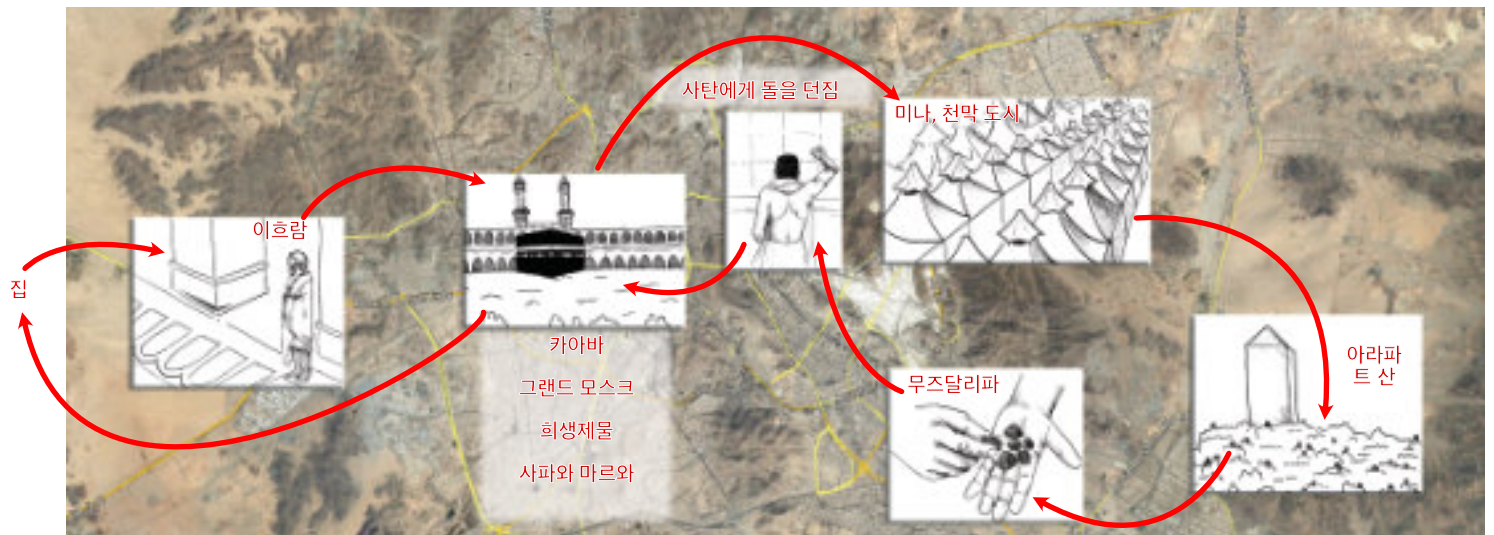 사탄에게 돌을 던짐
미나, 천막 도시
이흐람
집
카아바
그랜드 모스크
희생제물
사파와 마르와
무즈달리파
아라파
트 산